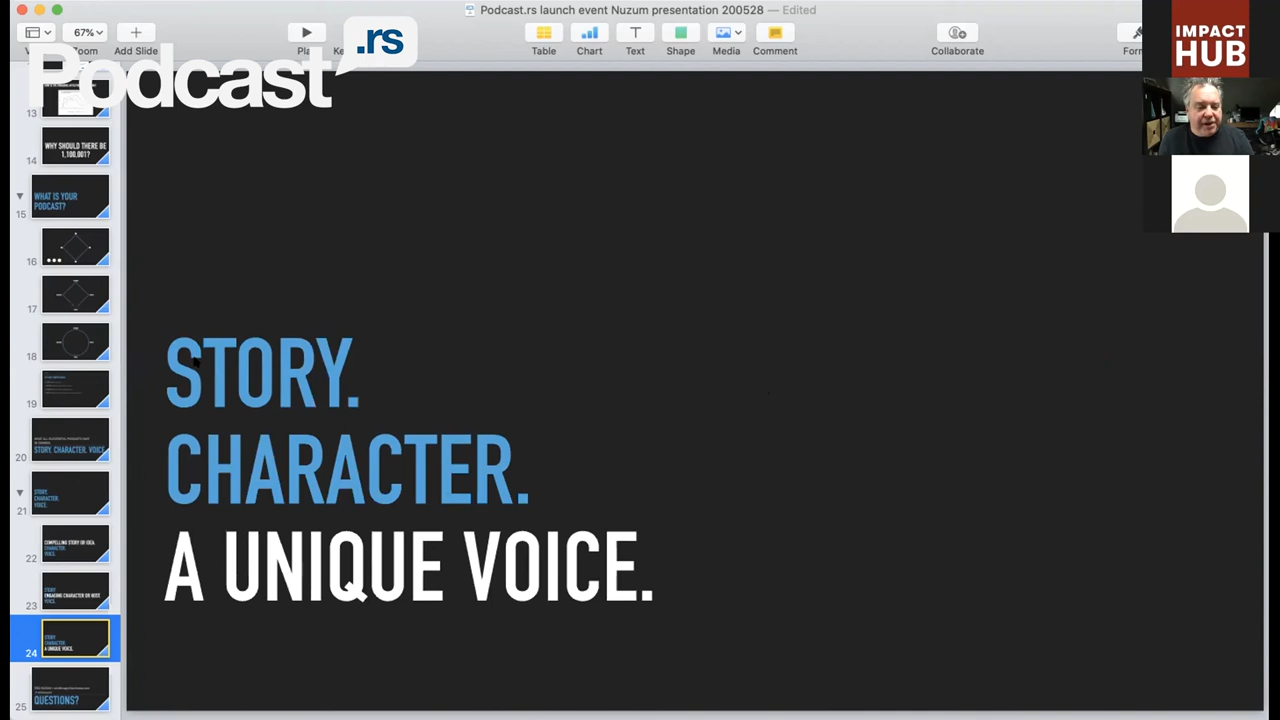 Podcast.rs launch event Nuzum presentation 200528 — Edited
67%
Zoom
Add Slide
Table
Chart
Text
Shape
Media
Comment
Collaborate
Podcast
.rs
IMPACT
HUB
13
14
WHY SHOULD THERE BE
1,100,001?
15
WHAT IS YOUR
PODCAST?
16
17
18
19
20
STORY. CHARACTER. VOICE
21
STORY.
CHARACTER.
VOICE.
22
COMPELLING STORY OR IDEA.
CHARACTER.
VOICE.
23
STORY.
ENGAGING CHARACTER OR HOST.
VOICE.
24
STORY.
CHARACTER.
A UNIQUE VOICE.
25
QUESTIONS?
STORY.
CHARACTER.
A UNIQUE VOICE.